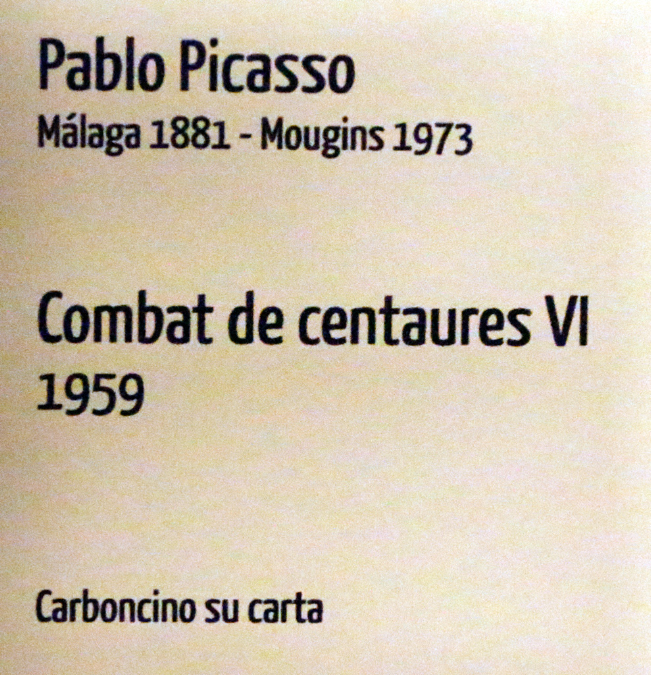 Pablo Picasso
Málaga 1881 - Mougins 1973
Combat de centaures VI
1959
Carboncino su carta